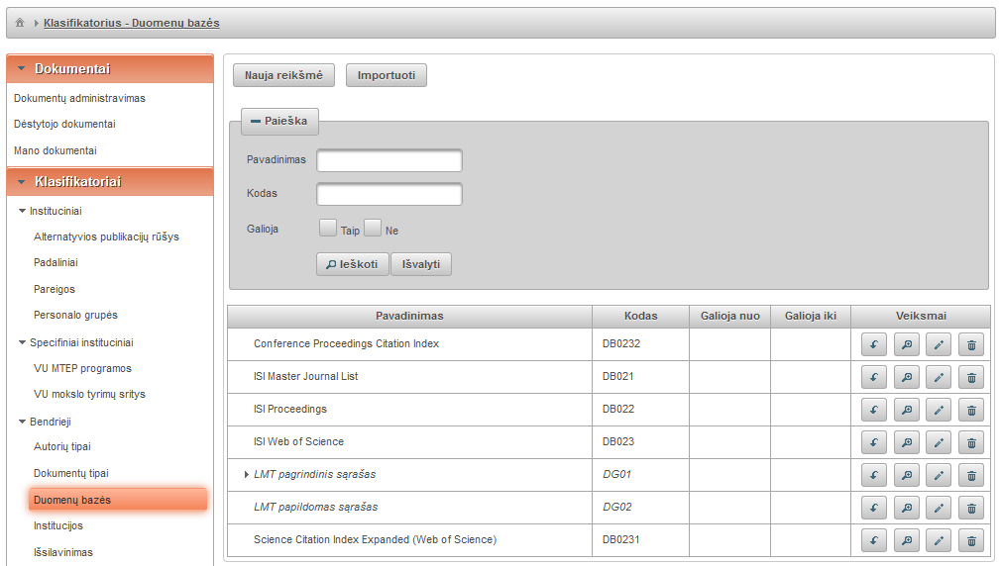 Klasifikatorius - Duomenų bazės
Dokumentai
Dokumentų administravimas
Dėstytojo dokumentai
Mano dokumentai
Klasifikatoriai
Instituciniai
Alternatyvios publikacijų rūšys
Padaliniai
Pareigos
Personalo grupės
Specifiniai instituciniai
VU MTEP programos
VU mokslo tyrimų sritys
Bendrieji
Autorių tipai
Dokumentų tipai
Duomenų bazės
Institucijos
Išsilavinimas
Nauja reikšmė Importuoti
Paieška
Pavadinimas
Kodas
Galioja Taip Ne
Ieškoti Išvalyti
Pavadinimas Kodas Galioja nuo Galioja iki Veiksmai
Conference Proceedings Citation Index DB0232
ISI Master Journal List DB021
ISI Proceedings DB022
ISI Web of Science DB023
LMT pagrindinis sąrašas DG01
LMT papildomas sąrašas DG02
Science Citation Index Expanded (Web of Science) DB0231